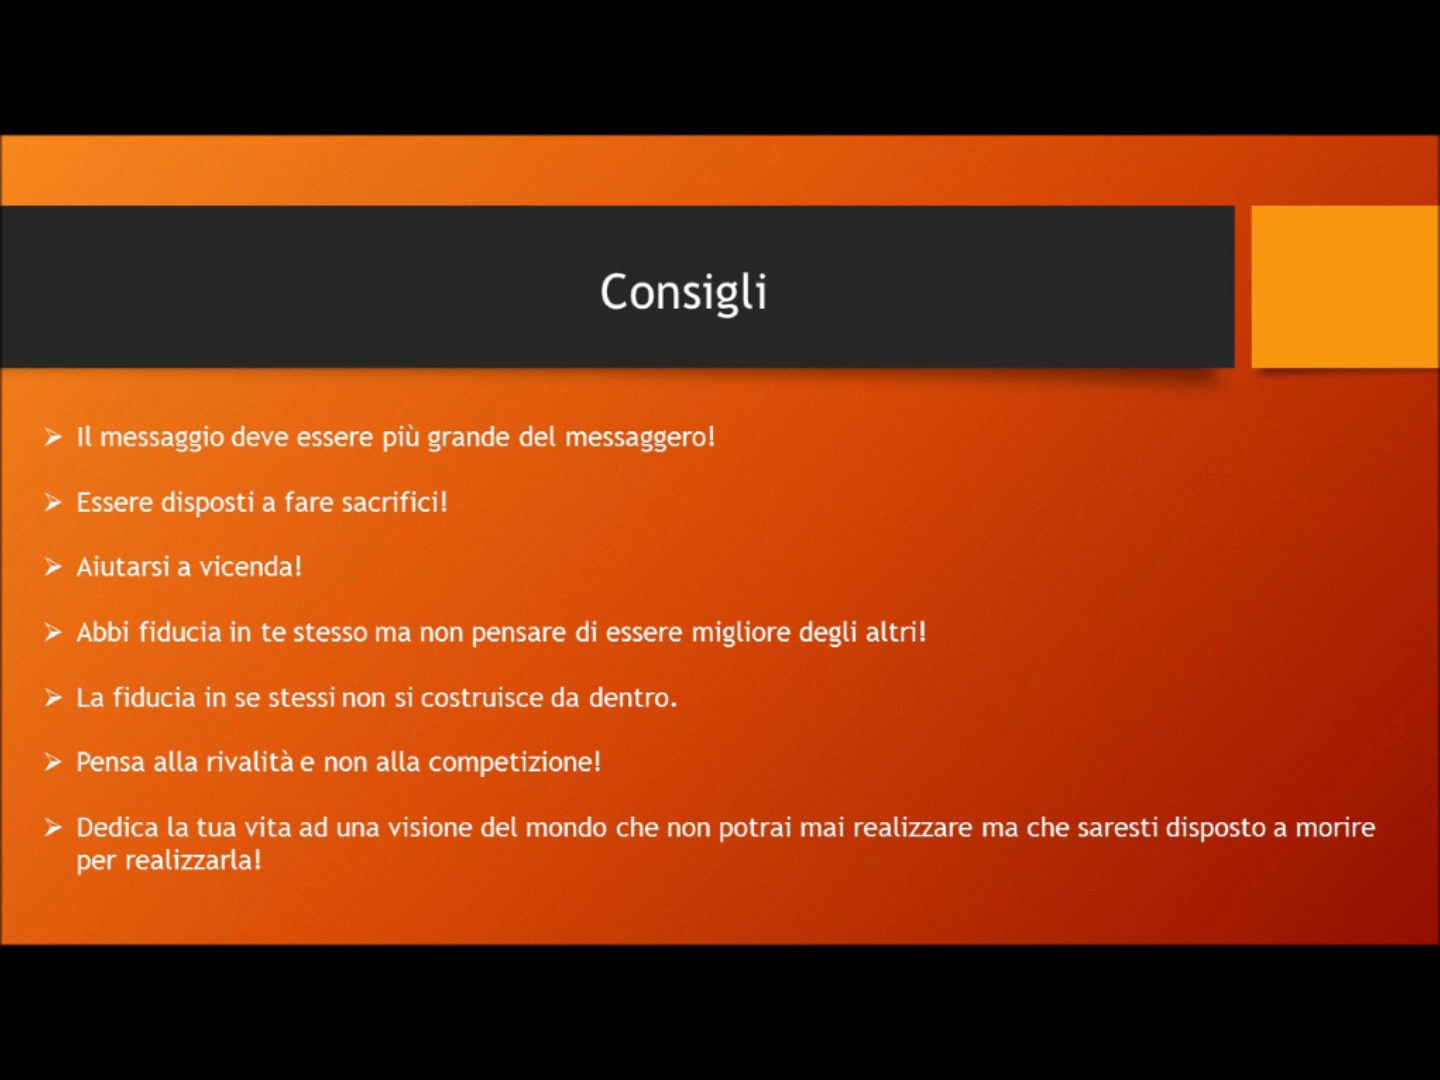 Consigli
Il messaggio deve essere più grande del messaggero!
Essere disposti a fare sacrifici!
Aiutarsi a vicenda!
Abbi fiducia in te stesso ma non pensare di essere migliore degli altri!
La fiducia in se stessi non si costruisce da dentro.
Pensa alla rivalità e non alla competizione!
Dedica la tua vita ad una visione del mondo che non potrai mai realizzare ma che saresti disposto a morire
per realizzarla!